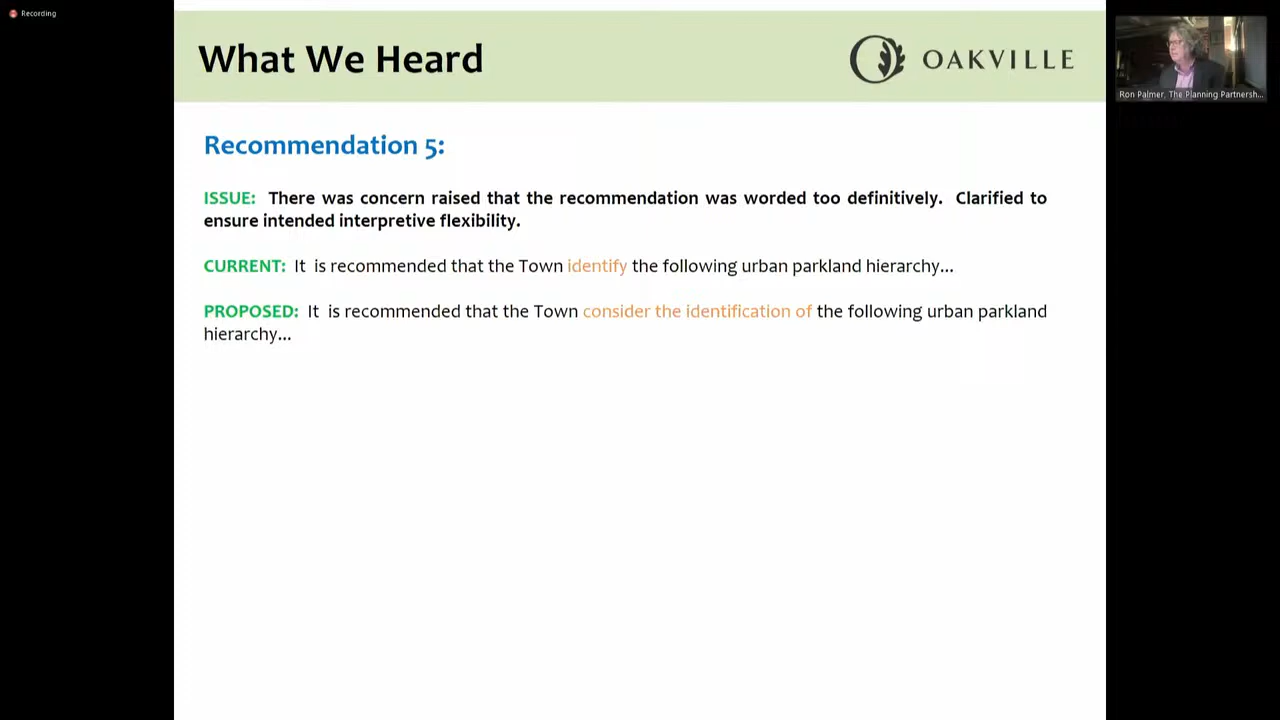 Recording
What We Heard
OAKVILLE
Ron Palmer, The Planning Partnersh...
Recommendation 5:
ISSUE: There was concern raised that the recommendation was worded too definitively. Clarified to
ensure intended interpretive flexibility.
CURRENT: It is recommended that the Town identify the following urban parkland hierarchy...
PROPOSED: It is recommended that the Town consider the identification of the following urban parkland
hierarchy...